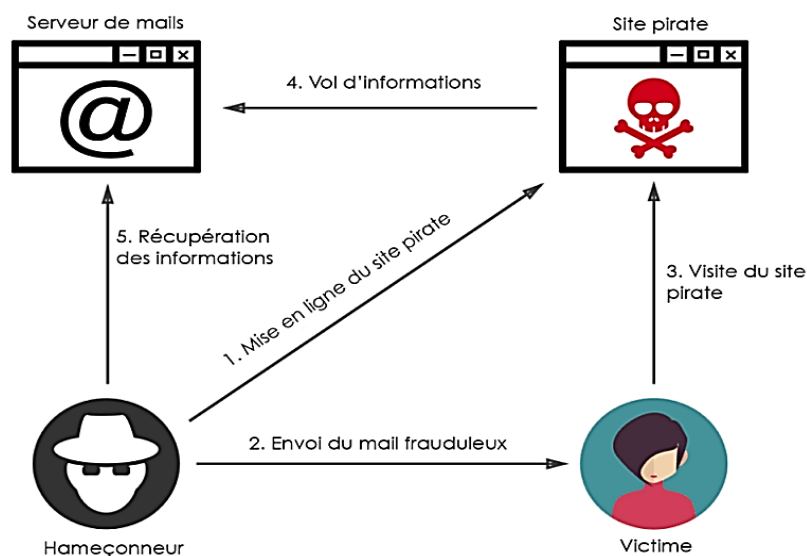 Serveur de mails
Site pirate
@
4. Vol d'informations
5. Récupération
des informations
1. Mise en ligne du site pirate
3. Visite du site
pirate
2. Envoi du mail frauduleux
Hameçonneur
Victime